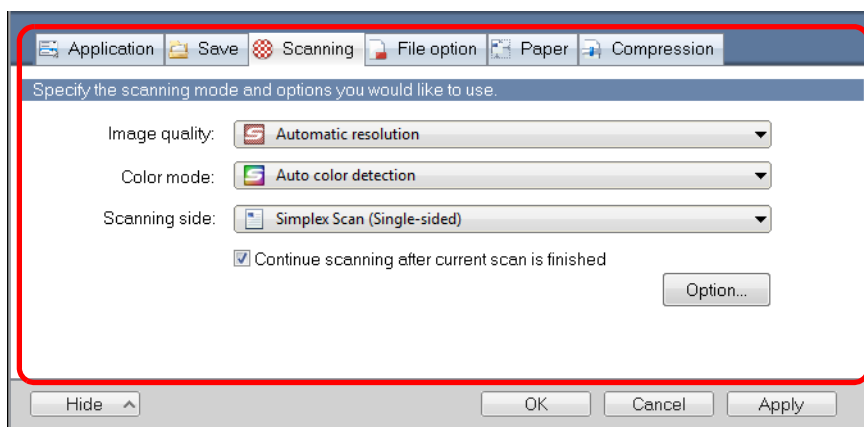 Application Save Scanning File option Paper Compression
Specify the scanning mode and options you would like to use.
Image quality: Automatic resolution
Color mode: Auto color detection
Scanning side: Simplex Scan (Single-sided)
Continue scanning after current scan is finished
Option...
Hide OK Cancel Apply